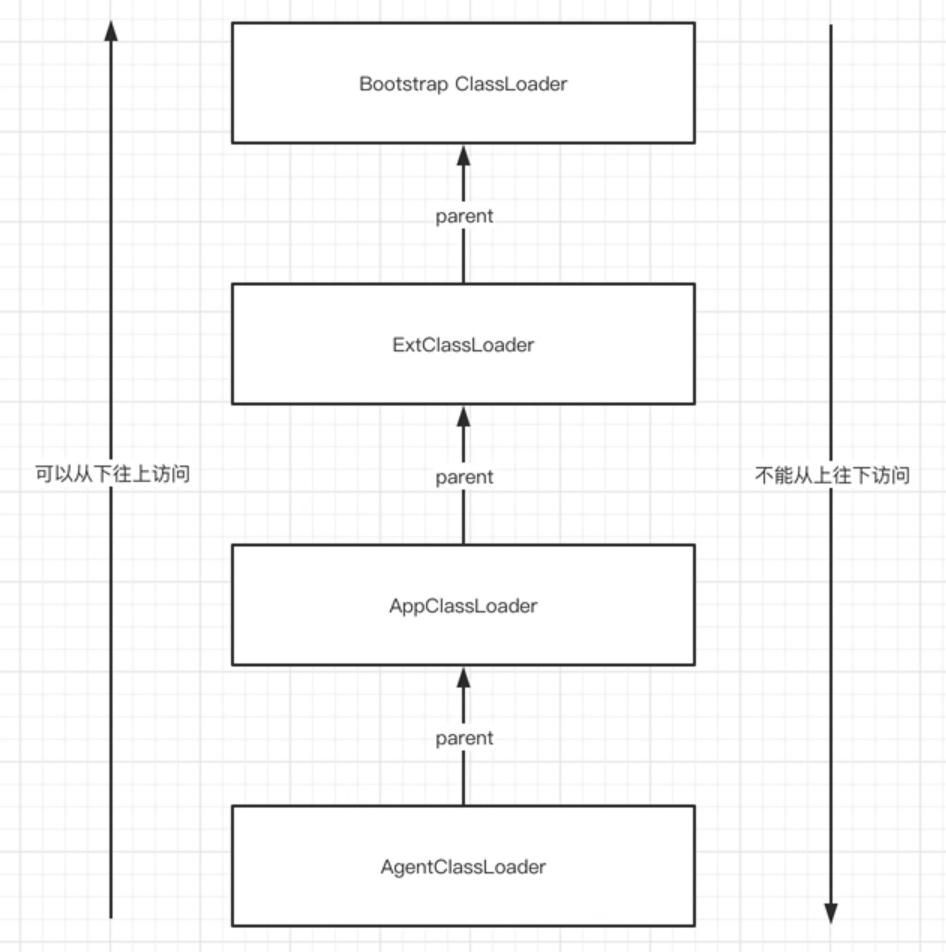 Bootstrap ClassLoader
parent
ExtClassLoader
可以从下往上访问
parent
不能从上往下访问
AppClassLoader
parent
AgentClassLoader